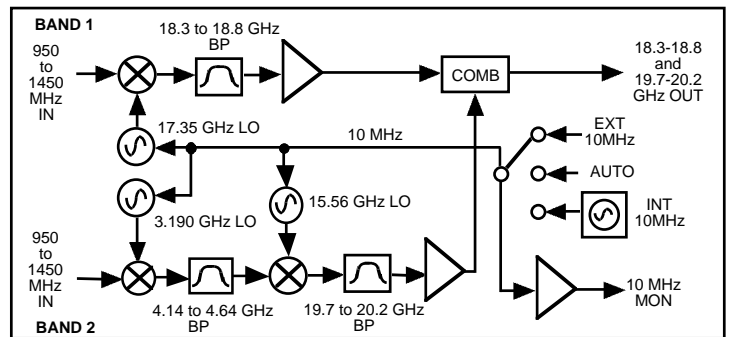 BAND 1
950
to
1450
MHz
IN
18.3 to 18.8 GHz
BP
COMB
18.3-18.8
and
19.7-20.2
GHz OUT
17.35 GHz LO
10 MHz
EXT
10MHz
AUTO
INT
10MHz
3.190 GHz LO
15.56 GHz LO
950
to
1450
MHz
IN
4.14 to 4.64 GHz
BP
19.7 to 20.2 GHz
BP
10 MHz
MON
BAND 2